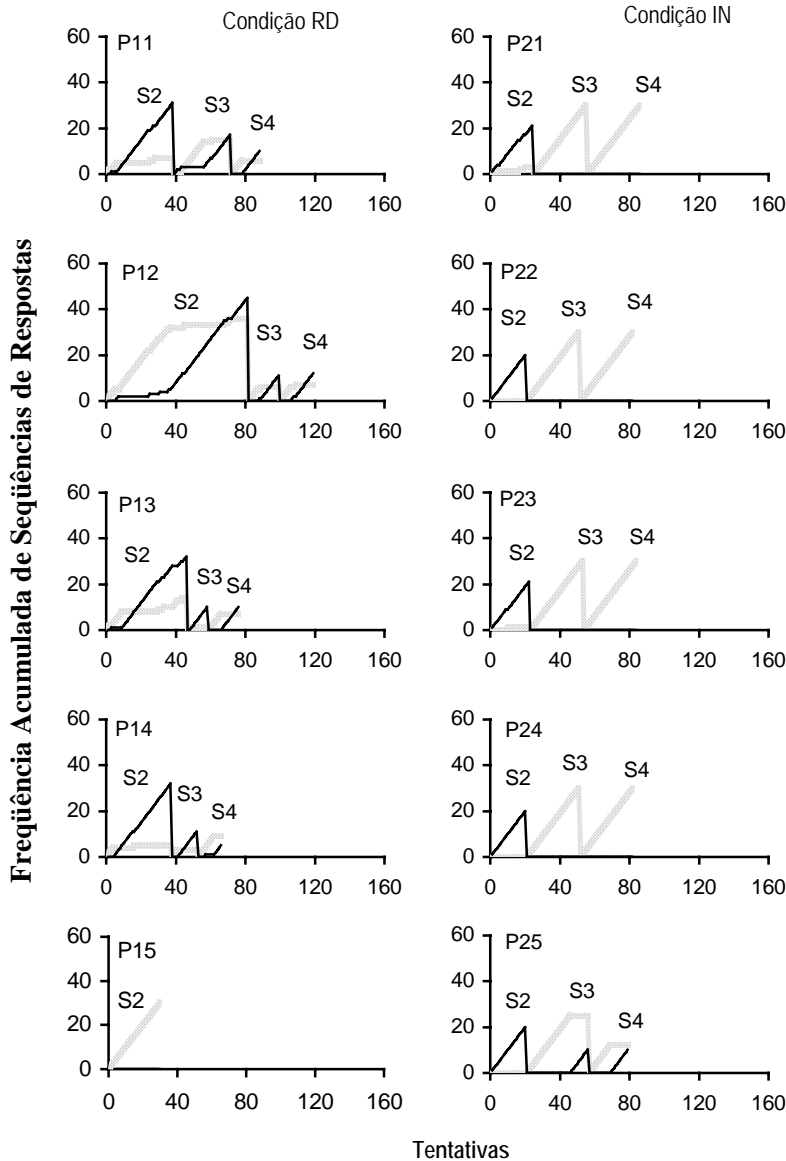 Condição RD
Condição IN
Freqüência Acumulada de Seqüências de Respostas
P11
S2
S3
S4
60
40
20
0
0 40 80 120 160
P21
S2
S3
S4
60
40
20
0
0 40 80 120 160
P12
S2
S3
S4
60
40
20
0
0 40 80 120 160
P22
S2
S3
S4
60
40
20
0
0 40 80 120 160
P13
S2
S3
S4
60
40
20
0
0 40 80 120 160
P23
S2
S3
S4
60
40
20
0
0 40 80 120 160
P14
S2
S3
S4
60
40
20
0
0 40 80 120 160
P24
S2
S3
S4
60
40
20
0
0 40 80 120 160
P15
S2
60
40
20
0
0 40 80 120 160
P25
S2
S3
S4
60
40
20
0
0 40 80 120 160
Tentativas